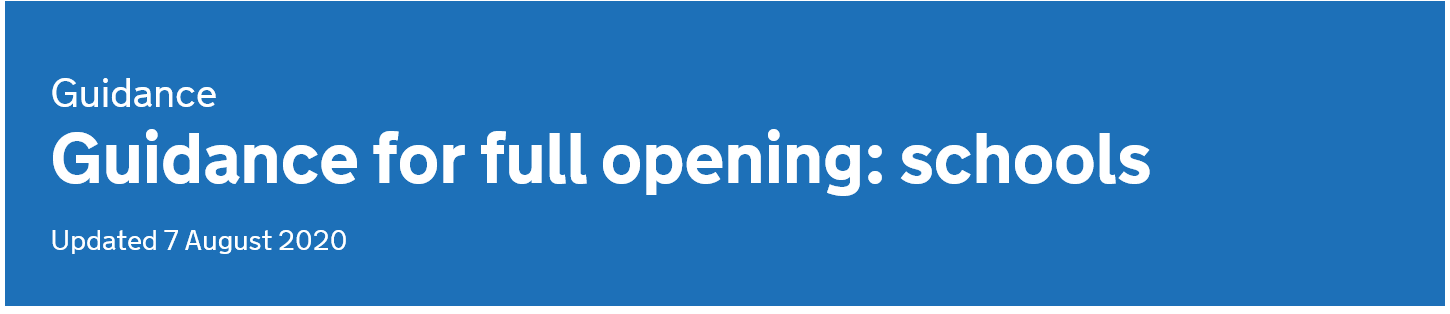 Guidance
Guidance for full opening: schools
Updated 7 August 2020